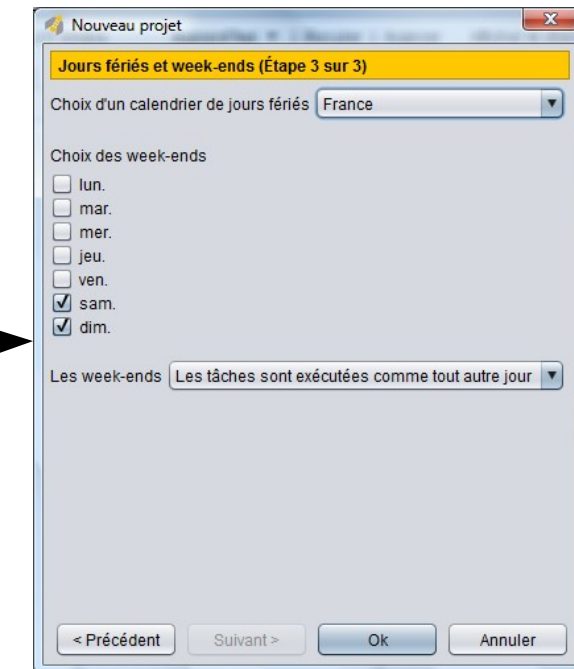 Nouveau projet
Jours fériés et week-ends (Étape 3 sur 3)
Choix d'un calendrier de jours fériés France
Choix des week-ends
lun.
mar.
mer.
jeu.
ven.
sam.
dim.
Les week-ends Les tâches sont exécutées comme tout autre jour
< Précédent Suivant > Ok Annuler